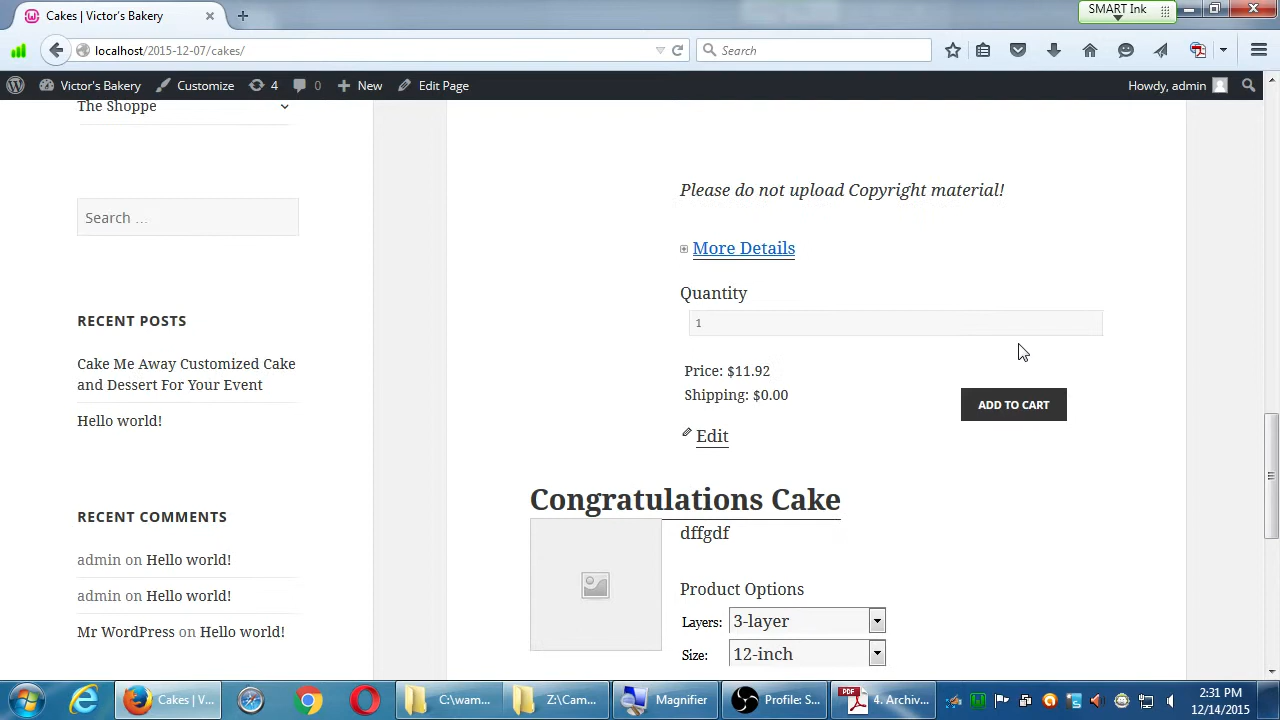 Cakes | Victor's Bakery
SMART Ink
localhost/2015-12-07/cakes/
Search
Victor's Bakery
Customize
4
0
New
Edit Page
Howdy, admin
The Shoppe
Search …
RECENT POSTS
Cake Me Away Customized Cake
and Dessert For Your Event
Hello world!
RECENT COMMENTS
admin on Hello world!
admin on Hello world!
Mr WordPress on Hello world!
Please do not upload Copyright material!
More Details
Quantity
1
Price: $11.92
Shipping: $0.00
ADD TO CART
Edit
Congratulations Cake
dffgdf
Product Options
Layers: 3-layer
Size: 12-inch
Cakes | V...
C:\wam...
Z:\Cam...
Magnifier
Profile: S...
PDF
4. Archiv...
2:31 PM
12/14/2015